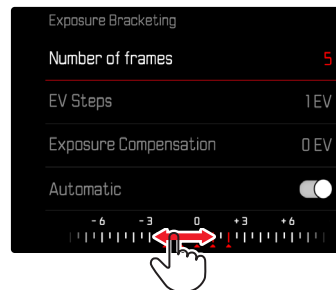 Exposure Bracketing
Number of frames 5
EV Steps 1 EV
Exposure Compensation 0 EV
Automatic
-6 -3 0 +3 +6